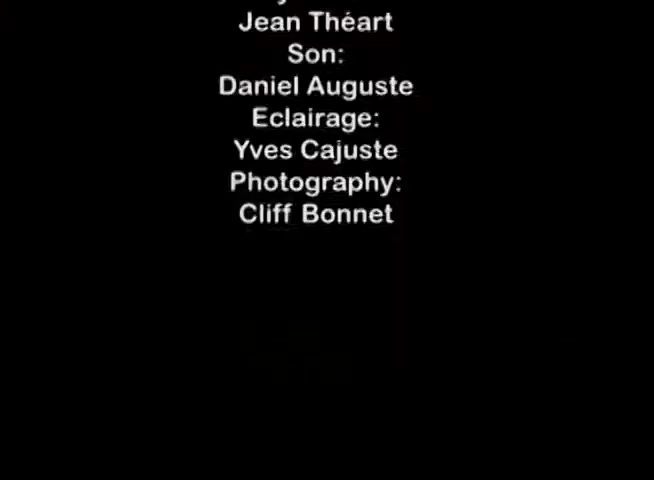 Jean Théart
Son:
Daniel Auguste
Eclairage:
Yves Cajuste
Photography:
Cliff Bonnet